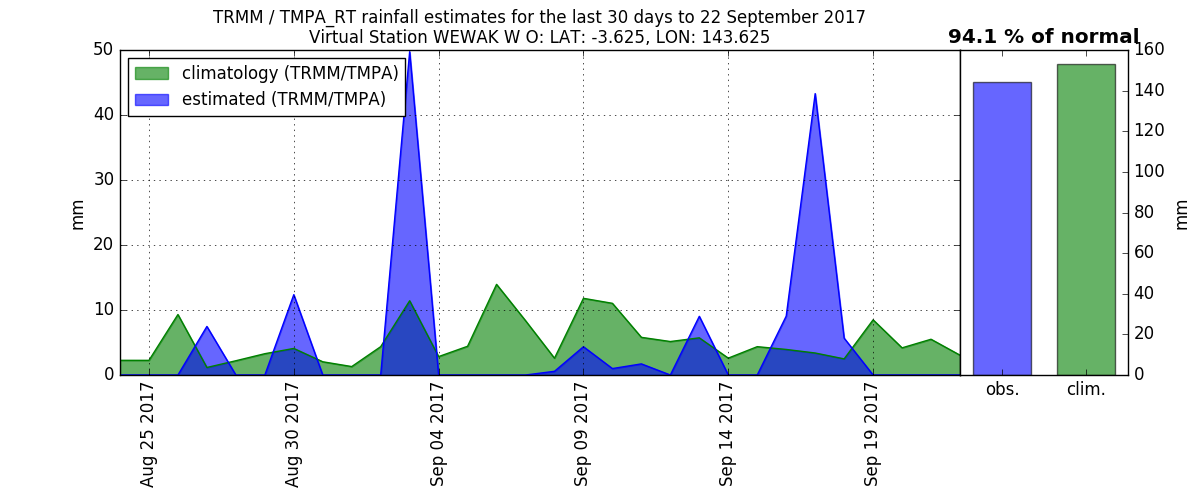 TRMM / TMPA_RT rainfall estimates for the last 30 days to 22 September 2017
Virtual Station WEWAK W O: LAT: -3.625, LON: 143.625
94.1 % of normal
climatology (TRMM/TMPA)
estimated (TRMM/TMPA)
mm
50
40
30
20
10
0
Aug 25 2017
Aug 30 2017
Sep 04 2017
Sep 09 2017
Sep 14 2017
Sep 19 2017
obs.
clim.
160
140
120
100
80
60
40
20
0
mm